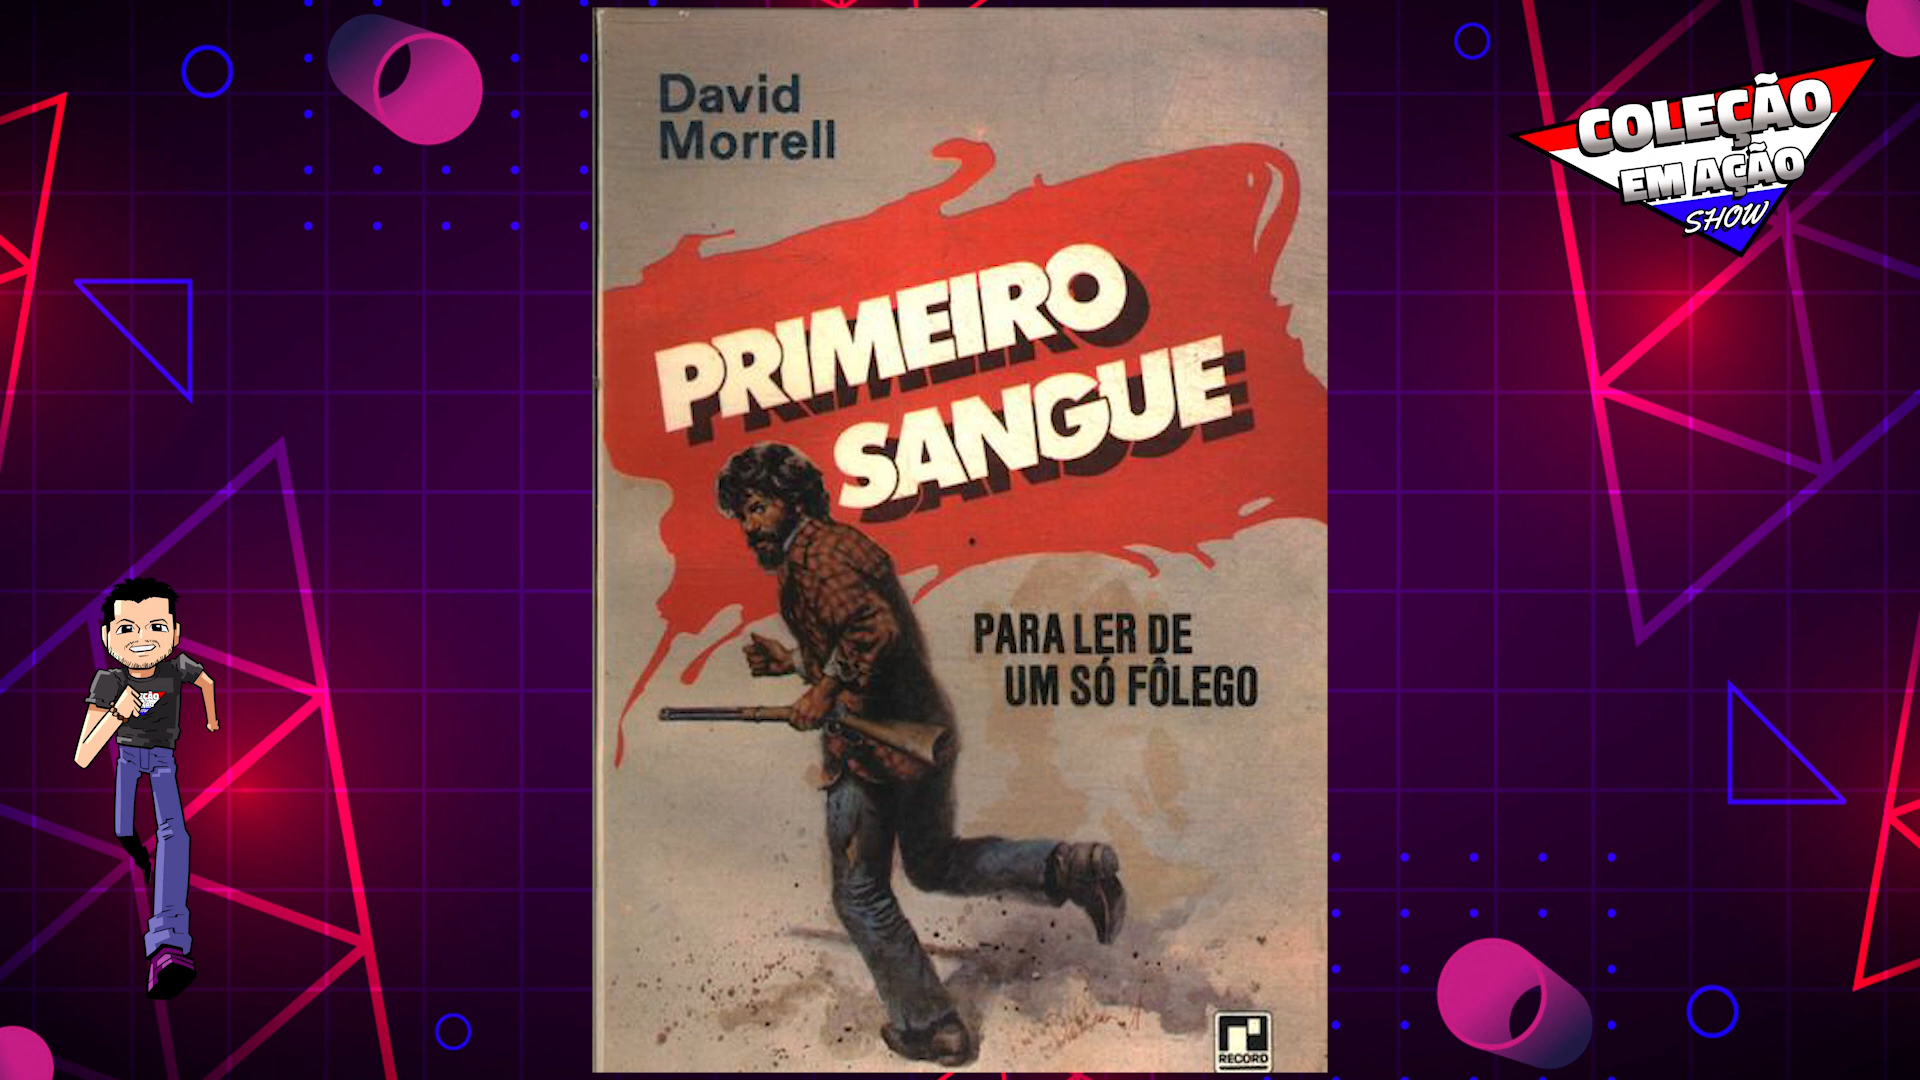 David
Morrell
PRIMEIRO
SANGUE
PARA LER DE
UM SÓ FÔLEGO
RECORD
COLEÇÃO
EM AÇÃO
SHOW